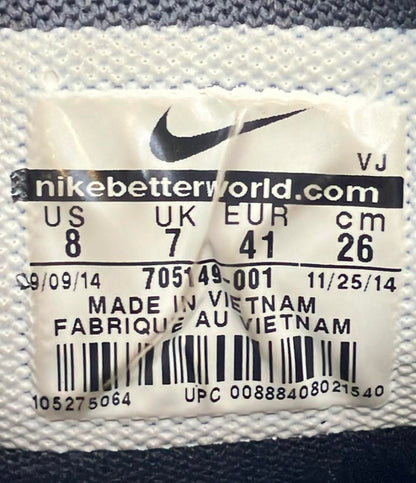 VJ
nikebetterworld.com
US UK EUR cm
8 7 41 26
09/09/14 705149-001 11/25/14
MADE IN VIETNAM
FABRIQUE AU VIETNAM
105275064 UPC 00888408021540